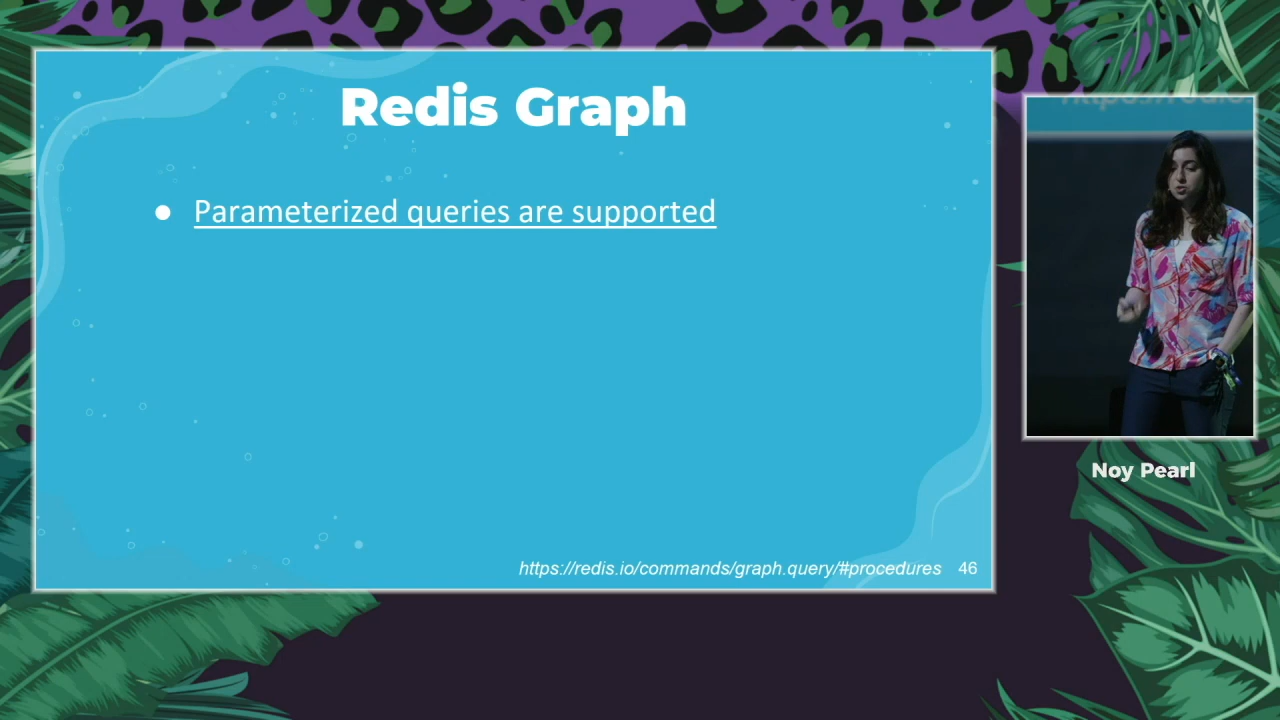 Redis Graph
● Parameterized queries are supported
https://redis.io/commands/graph.query/#procedures 46
Noy Pearl